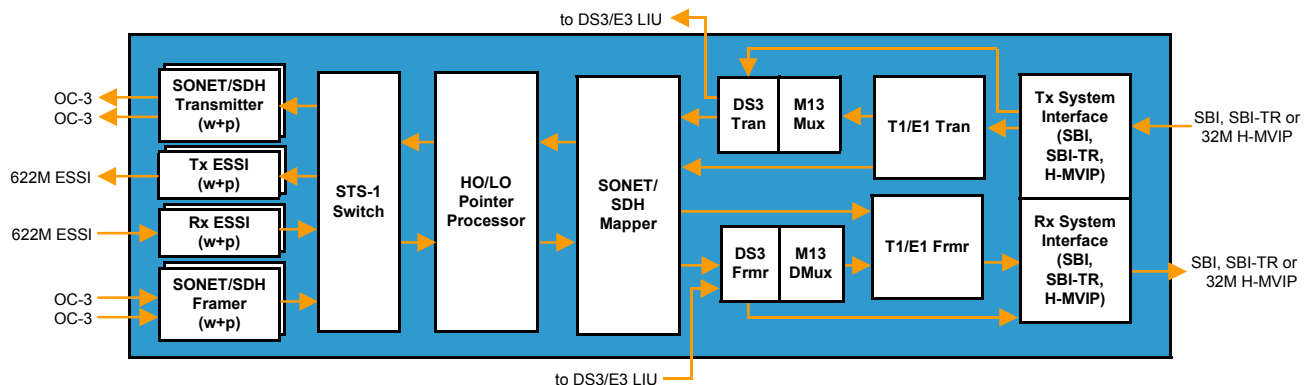 to DS3/E3 LIU
OC-3
OC-3
622M ESSI
622M ESSI
OC-3
OC-3
SONET/SDH
Transmitter
(w+p)
Tx ESSI
(w+p)
Rx ESSI
(w+p)
SONET/SDH
Framer
(w+p)
STS-1
Switch
HO/LO
Pointer
Processor
SONET/
SDH
Mapper
DS3
Tran
M13
Mux
T1/E1 Tran
DS3
Frmr
M13
DMux
T1/E1 Frmr
Tx System
Interface
(SBI,
SBI-TR,
H-MVIP)
Rx System
Interface
(SBI,
SBI-TR,
H-MVIP)
SBI, SBI-TR or
32M H-MVIP
SBI, SBI-TR or
32M H-MVIP
to DS3/E3 LIU